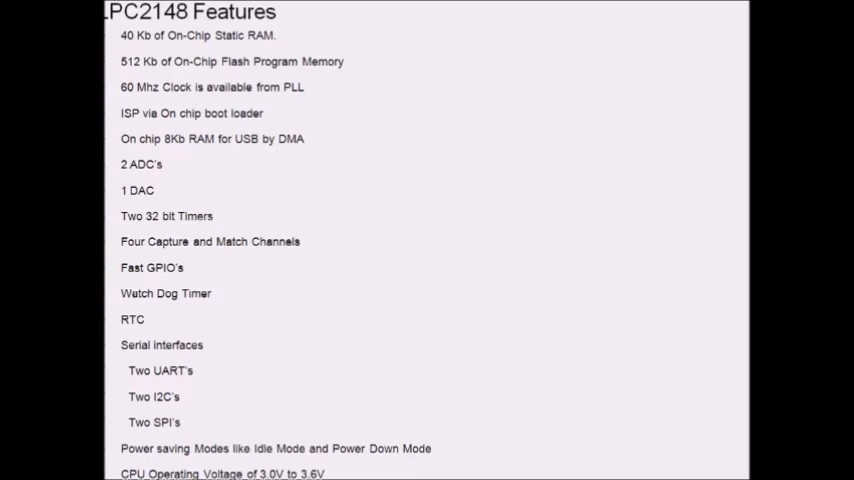 LPC2148 Features
40 Kb of On-Chip Static RAM.
512 Kb of On-Chip Flash Program Memory
60 Mhz Clock is available from PLL
ISP via On chip boot loader
On chip 8Kb RAM for USB by DMA
2 ADC's
1 DAC
Two 32 bit Timers
Four Capture and Match Channels
Fast GPIO's
Watch Dog Timer
RTC
Serial interfaces
Two UART's
Two I2C's
Two SPI's
Power saving Modes like Idle Mode and Power Down Mode
CPU Operating Voltage of 3.0V to 3.6V